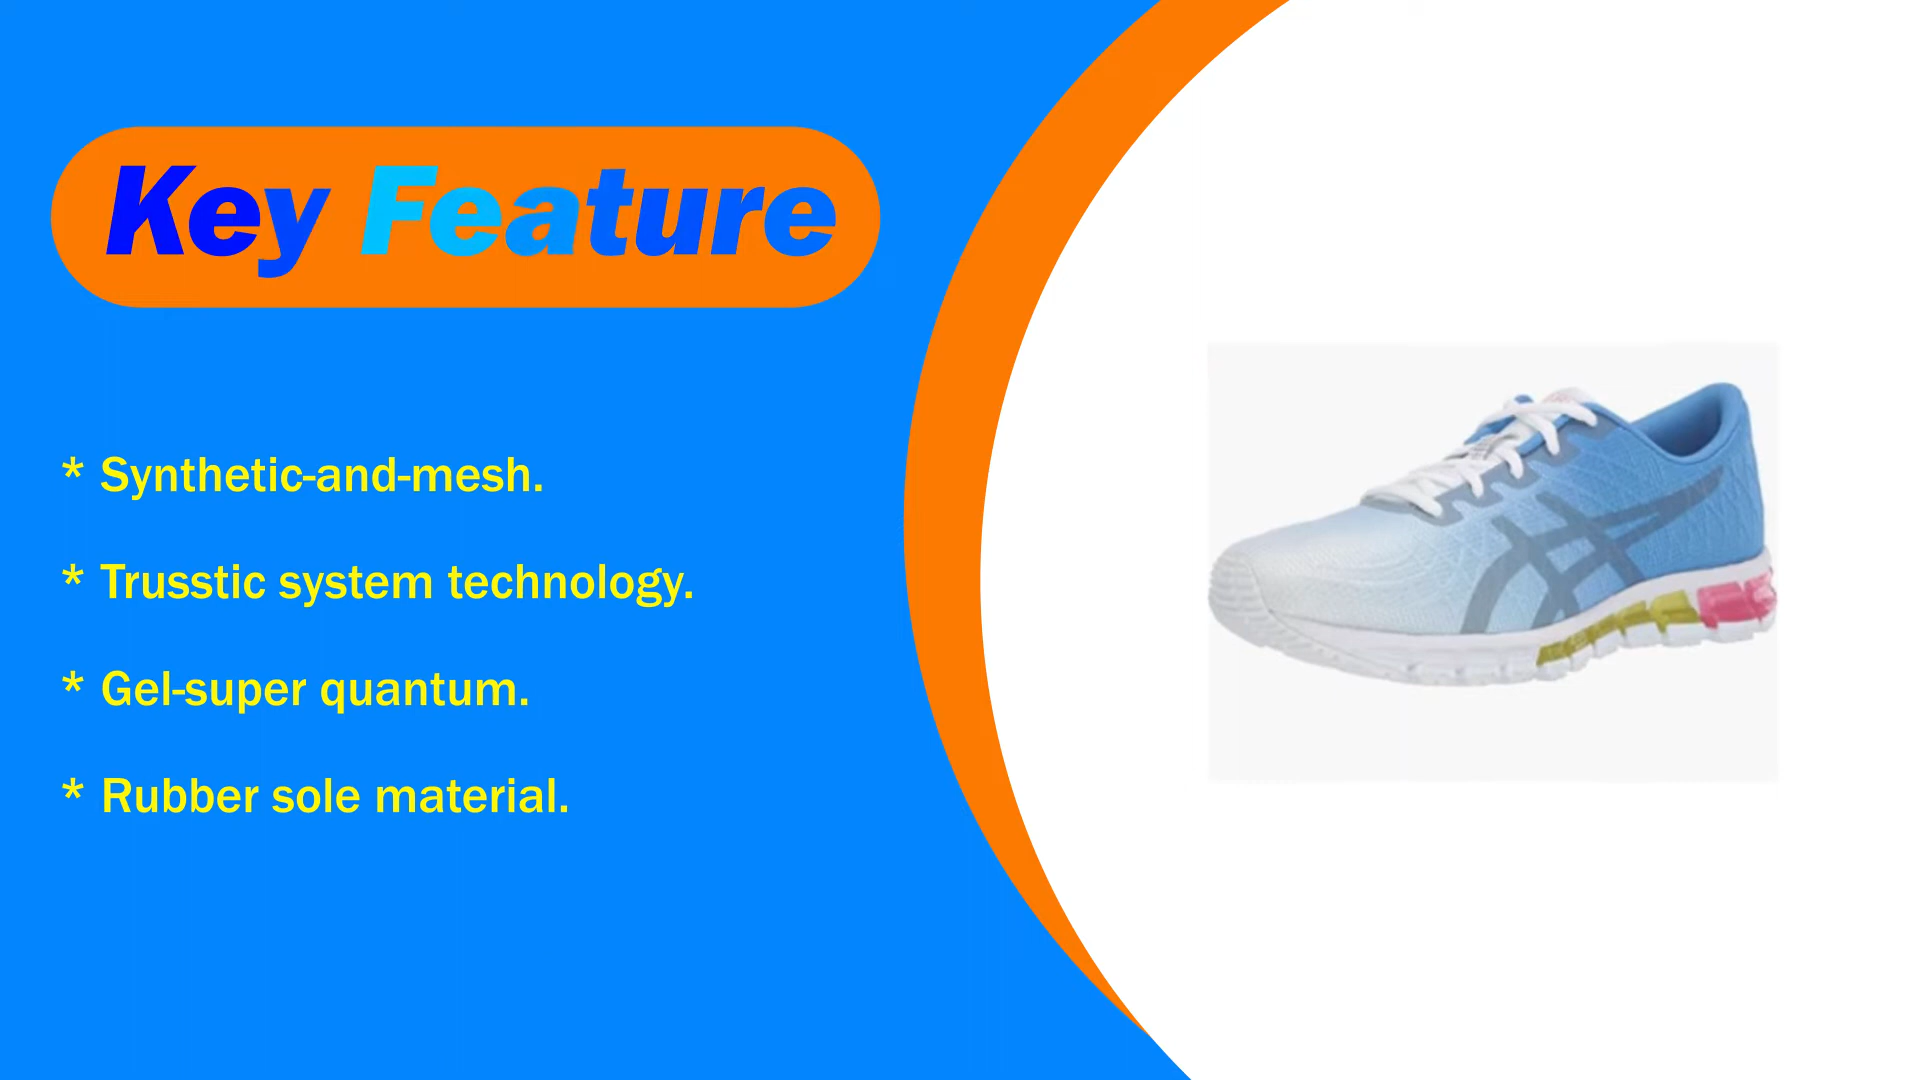 Key Feature
* Synthetic-and-mesh.
* Trusstic system technology.
* Gel-super quantum.
* Rubber sole material.